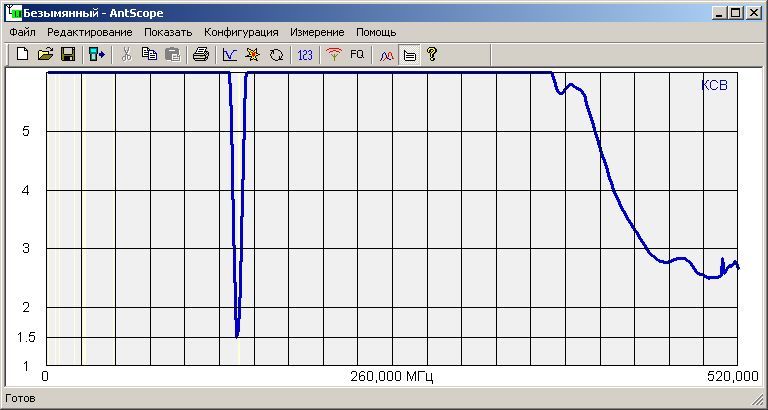 Безымянный - AntScope
Файл Редактирование Показать Конфигурация Измерение Помощь
123 FQ ?
КСВ
5
4
3
2
1.5
1
0 260,000 МГц 520,000
Готов